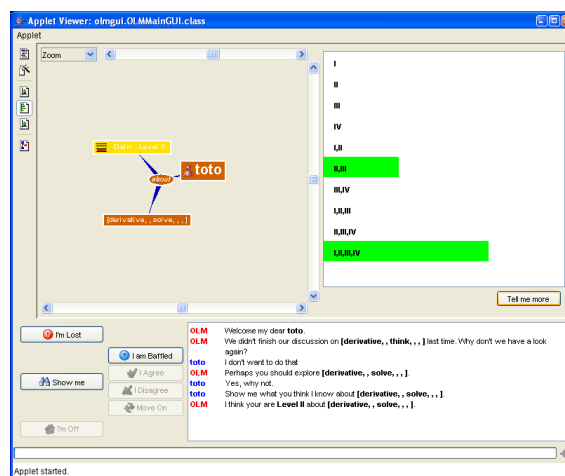 Applet Viewer: olmgui.OLMMainGUI.class
Applet
Zoom
I
II
III
IV
I,II
II,III
III,IV
I,II,III
II,III,IV
I,II,III,IV
Claim : Level II
about
toto
[derivative, , solve, , , ]
Tell me more
I'm Lost
I am Baffled
I Agree
Show me
I Disagree
Move On
I'm Off
OLM Welcome my dear toto.
OLM We didn't finish our discussion on [derivative, , think, , , ] last time. Why don't we have a look
again?
toto I don't want to do that
OLM Perhaps you should explore [derivative, , solve, , , ].
toto Yes, why not.
toto Show me what you think I know about [derivative, , solve, , , ].
OLM I think your are Level II about [derivative, , solve, , , ].
Applet started.